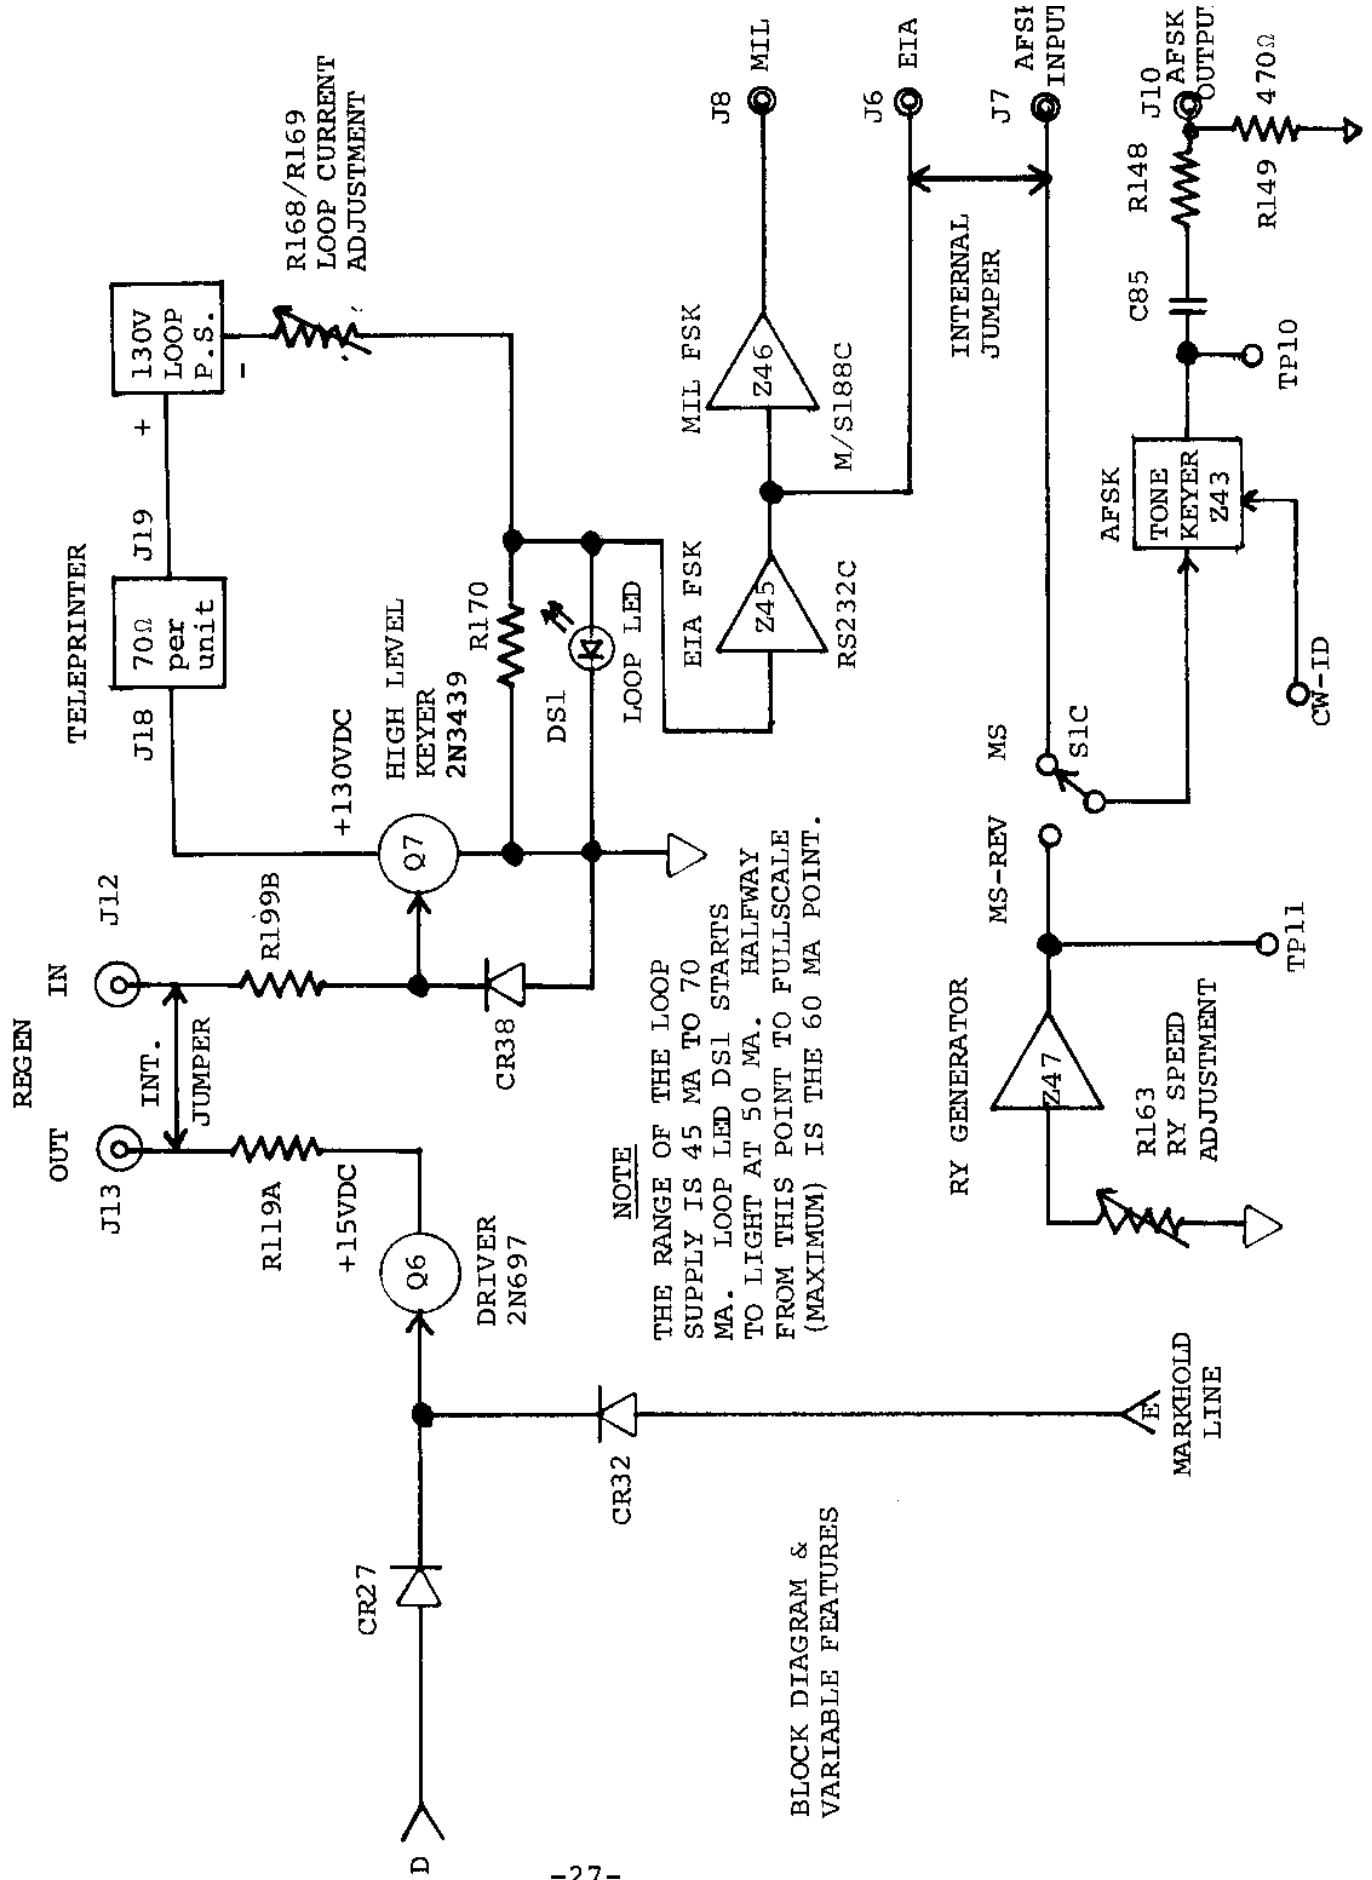 REGEN
OUT
IN
J13
J12
INT.
JUMPER
R119A
R199B
+15VDC
Q6
DRIVER
2N697
CR27
D
CR32
E
MARKHOLD
LINE
CR38
TELEPRINTER
J18
70Ω
per
unit
J19
+
130V
LOOP
P.S.
-
R168/R169
LOOP CURRENT
ADJUSTMENT
+130VDC
Q7
HIGH LEVEL
KEYER
2N3439
R170
DS1
LOOP LED
EIA FSK
Z45
RS232C
MIL FSK
Z46
M/S188C
J8
MIL
J6
EIA
J7
AFSK
INPUT
INTERNAL
JUMPER
NOTE
THE RANGE OF THE LOOP
SUPPLY IS 45 MA TO 70
MA. LOOP LED DS1 STARTS
TO LIGHT AT 50 MA. HALFWAY
FROM THIS POINT TO FULLSCALE
(MAXIMUM) IS THE 60 MA POINT.
RY GENERATOR
Z47
R163
RY SPEED
ADJUSTMENT
MS-REV
MS
S1C
TP11
AFSK
TONE
KEYER
Z43
CW-ID
TP10
C85
R148
J10
AFSK
OUTPU
R149
470Ω
BLOCK DIAGRAM &
VARIABLE FEATURES
-27-